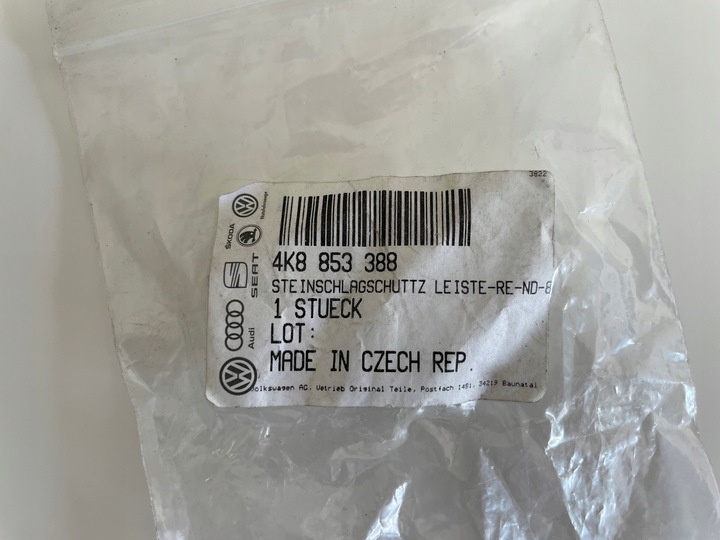 3822
4K8 853 388
STEINSCHLAGSCHUTTZ LEISTE-RE-ND-8
1 STUECK
LOT:
MADE IN CZECH REP.
Volkswagen AG. Vetrieb Original Teile, Postfach 1451. 34219 Baunatal
ŠKODA
SEAT
Audi